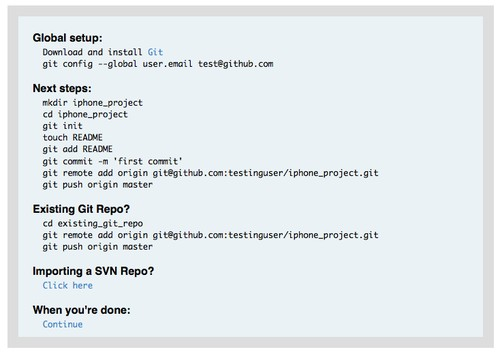 Global setup:
Download and install Git
git config --global user.email test@github.com
Next steps:
mkdir iphone_project
cd iphone_project
git init
touch README
git add README
git commit -m 'first commit'
git remote add origin git@github.com:testinguser/iphone_project.git
git push origin master
Existing Git Repo?
cd existing_git_repo
git remote add origin git@github.com:testinguser/iphone_project.git
git push origin master
Importing a SVN Repo?
Click here
When you're done:
Continue